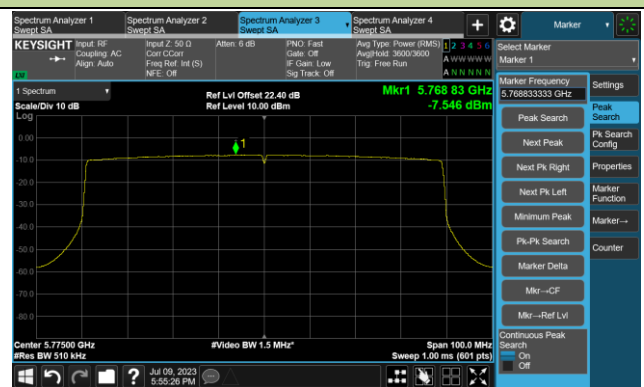 Spectrum Analyzer 1
Swept SA
Spectrum Analyzer 2
Swept SA
Spectrum Analyzer 3
Swept SA
Spectrum Analyzer 4
Swept SA
+
Marker
KEYSIGHT
Input: RF
Coupling: AC
Align: Auto
Input Z: 50 Ω
Corr CCorr
Freq Ref: Int (S)
NFE: Off
Atten: 6 dB
PNO: Fast
Gate: Off
IF Gain: Low
Sig Track: Off
Avg Type: Power (RMS)
Avg|Hold: 3600/3600
Trig: Free Run
1 2 3 4 5 6
A W W W W W
A N N N N N
LW
Select Marker
Marker 1
1 Spectrum
Scale/Div 10 dB
Log
Ref Lvl Offset 22.40 dB
Ref Level 10.00 dBm
Mkr1 5.768 83 GHz
-7.546 dBm
0.00
-10.0
-20.0
-30.0
-40.0
-50.0
-60.0
-70.0
-80.0
1
Center 5.77500 GHz
#Res BW 510 kHz
#Video BW 1.5 MHz*
Span 100.0 MHz
Sweep 1.00 ms (601 pts)
Marker Frequency
5.768833333 GHz
Peak Search
Next Peak
Next Pk Right
Next Pk Left
Minimum Peak
Pk-Pk Search
Marker Delta
Mkr→CF
Mkr→Ref Lvl
Continuous Peak
Search
On
Off
Settings
Peak
Search
Pk Search
Config
Properties
Marker
Function
Marker→
Counter
?
Jul 09, 2023
5:55:26 PM